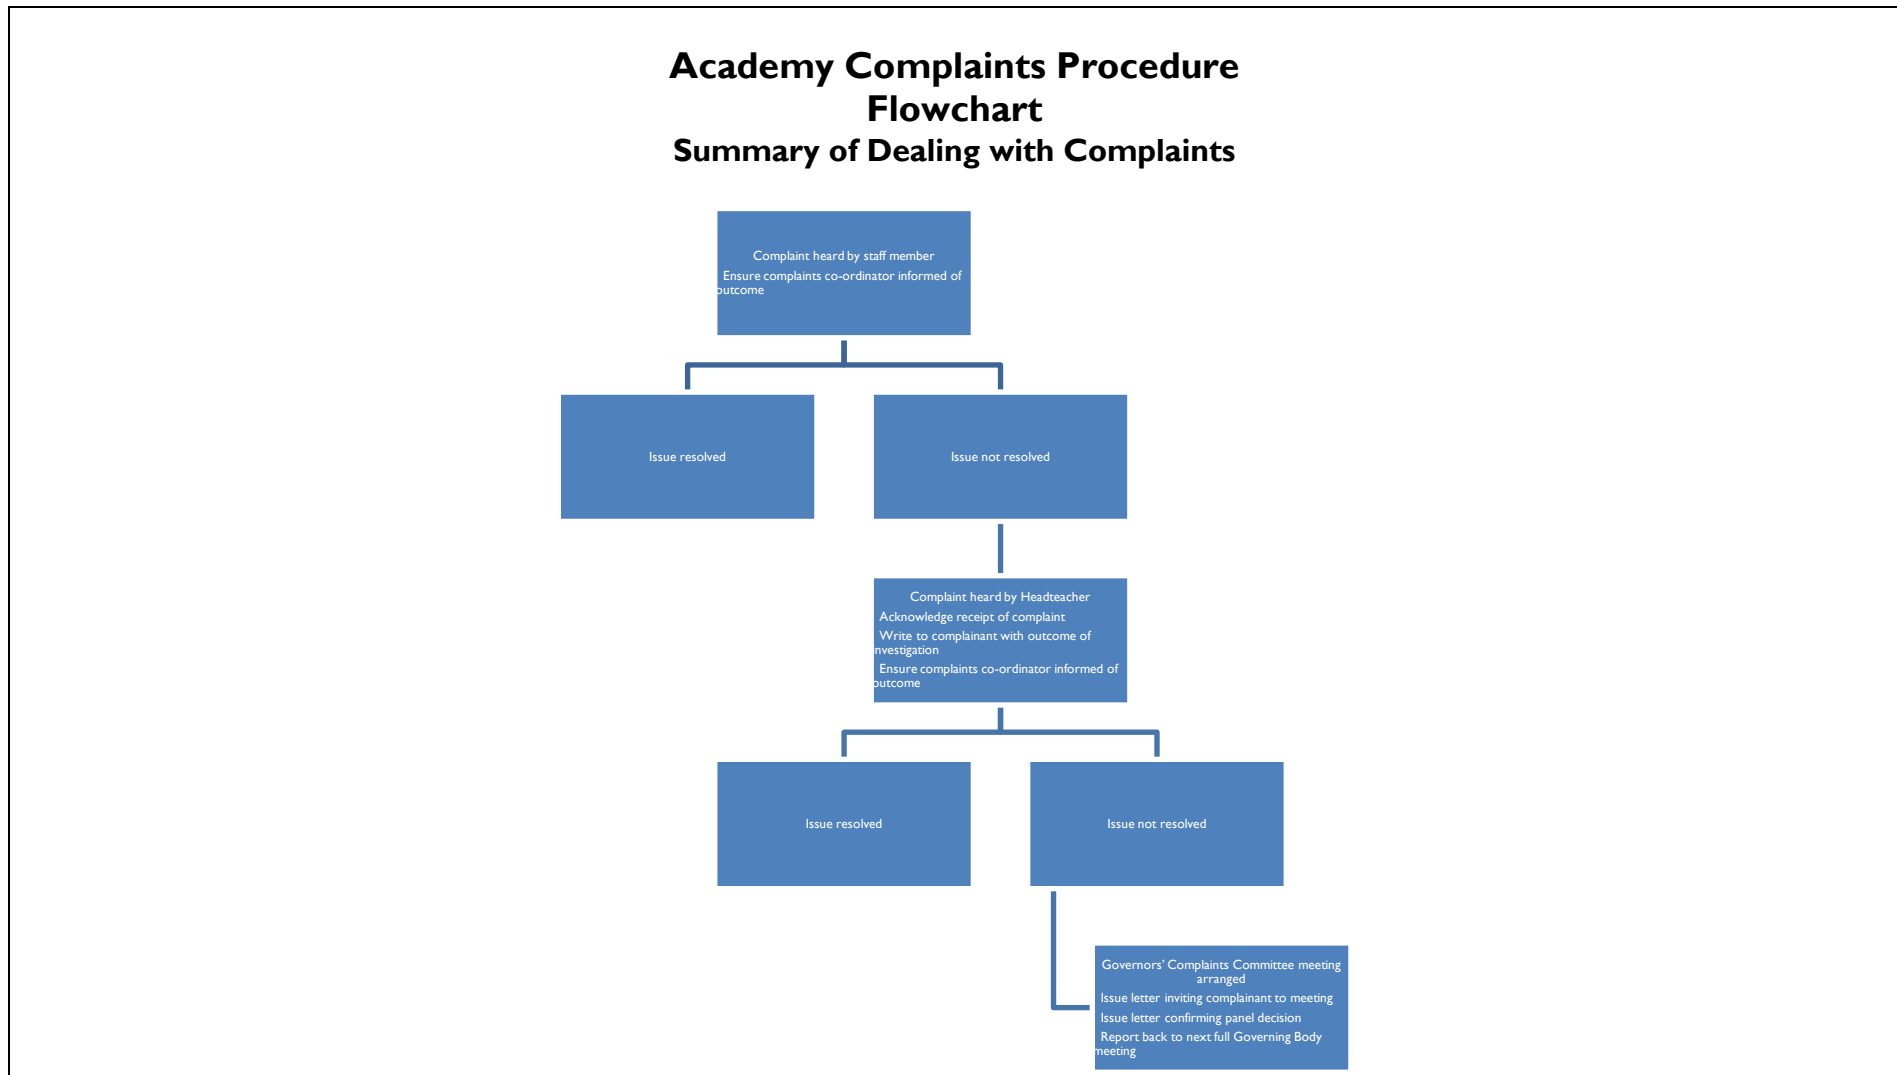 Academy Complaints Procedure
Flowchart
Summary of Dealing with Complaints
Complaint heard by staff member
Ensure complaints co-ordinator informed of
outcome
Issue resolved
Issue not resolved
Complaint heard by Headteacher
Acknowledge receipt of complaint
Write to complainant with outcome of
investigation
Ensure complaints co-ordinator informed of
outcome
Issue resolved
Issue not resolved
Governors' Complaints Committee meeting
arranged
Issue letter inviting complainant to meeting
Issue letter confirming panel decision
Report back to next full Governing Body
meeting